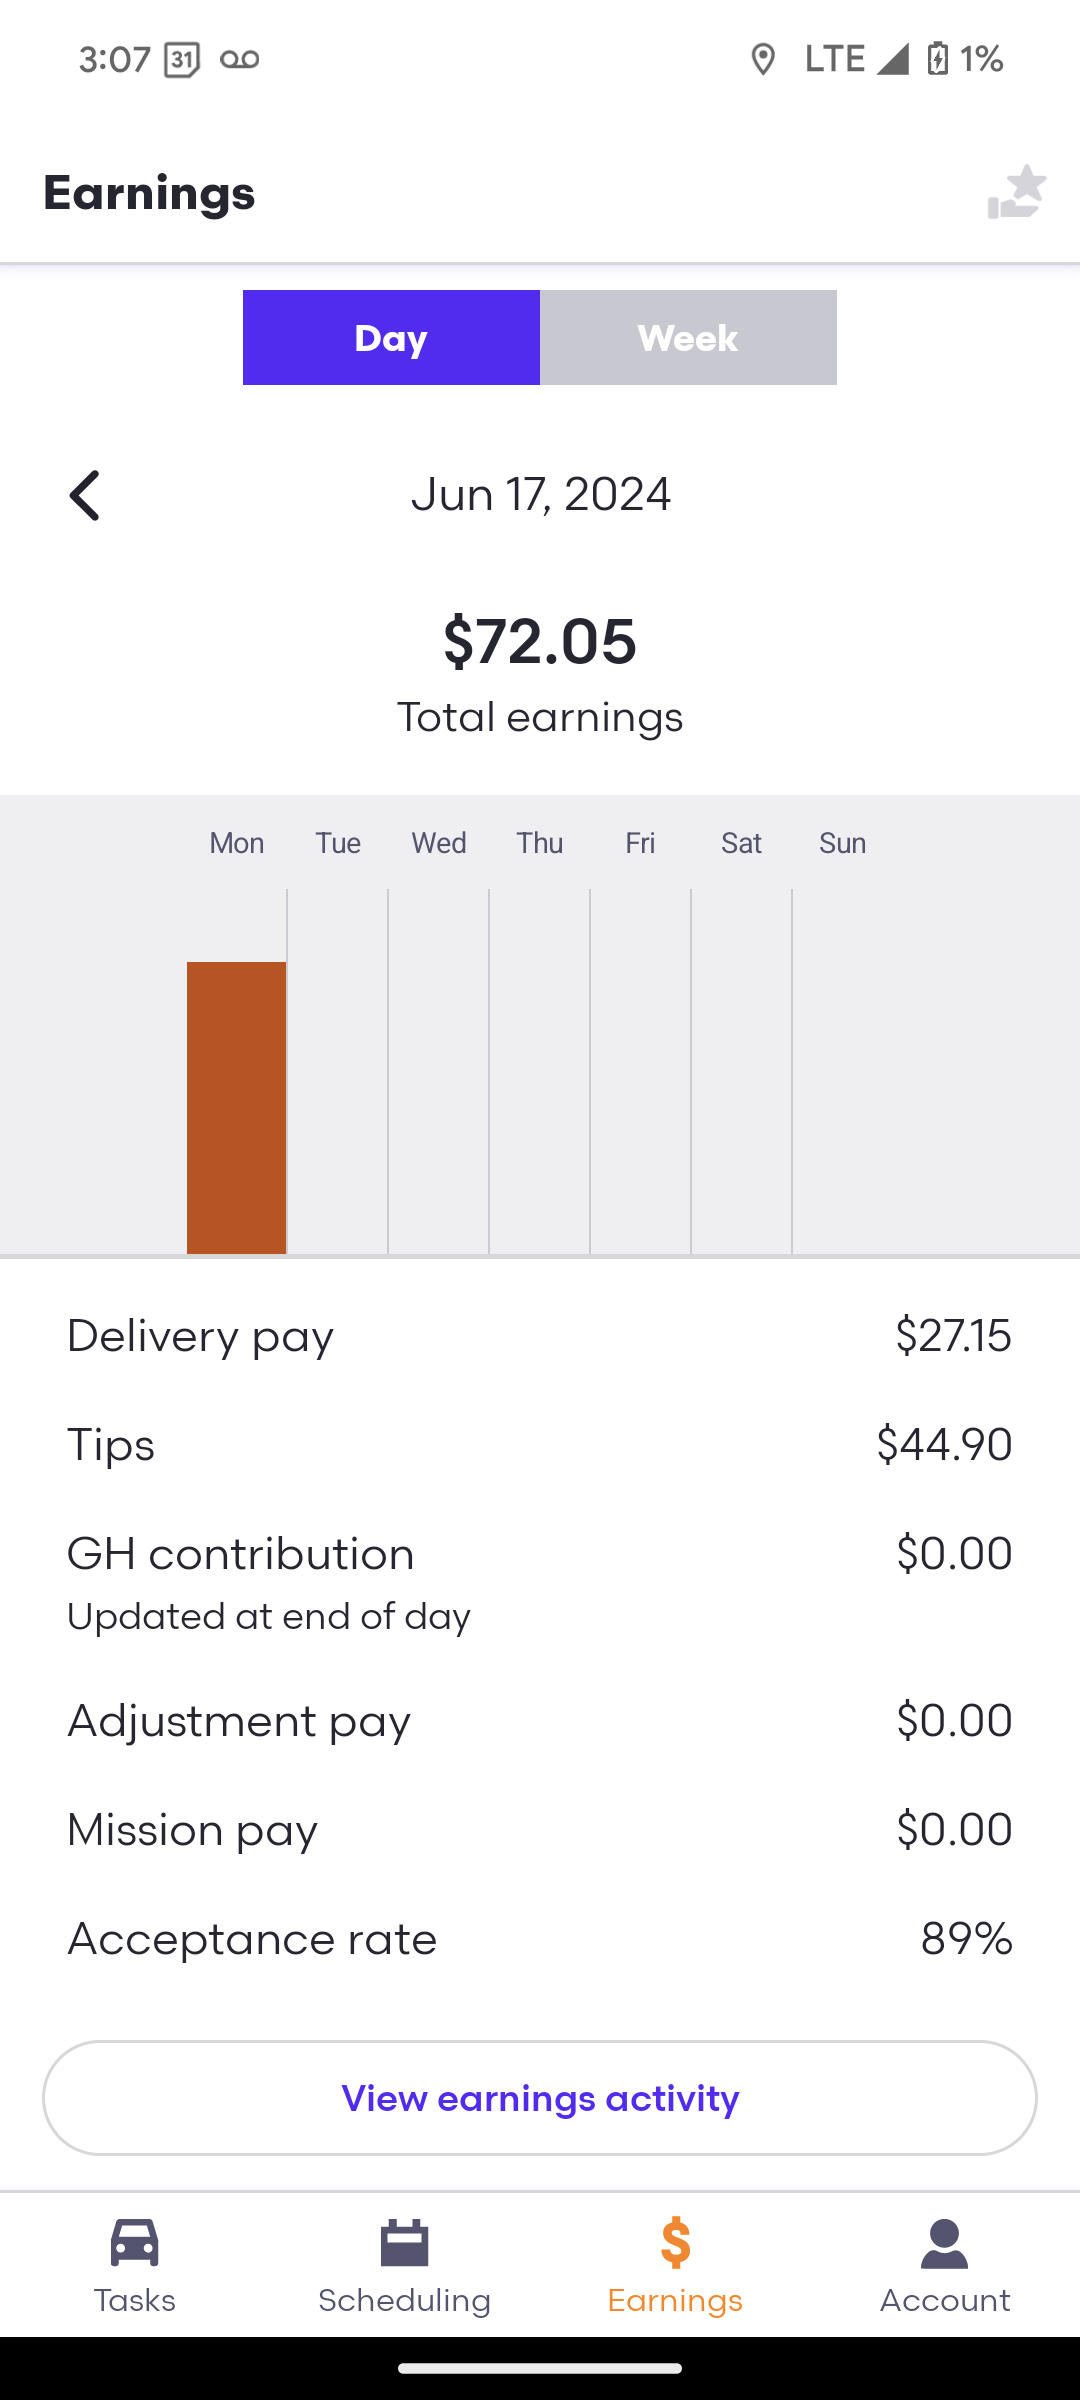 3:07 31 LTE 1%
Earnings
Day Week
Jun 17, 2024
$72.05
Total earnings
Mon Tue Wed Thu Fri Sat Sun
Delivery pay $27.15
Tips $44.90
GH contribution $0.00
Updated at end of day
Adjustment pay $0.00
Mission pay $0.00
Acceptance rate 89%
View earnings activity
Tasks Scheduling Earnings Account